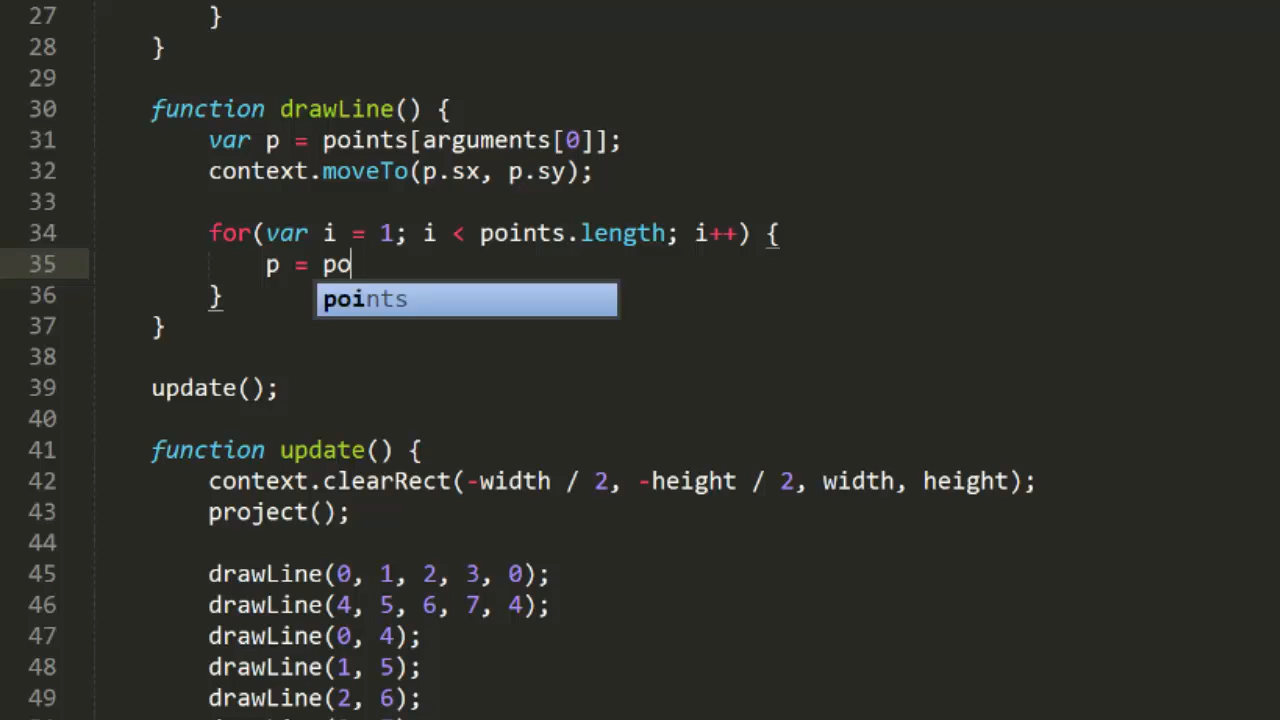 27 }
28 }
29
30 function drawLine() {
31 var p = points[arguments[0]];
32 context.moveTo(p.sx, p.sy);
33
34 for(var i = 1; i < points.length; i++) {
35 p = po
points
36 }
37 }
38
39 update();
40
41 function update() {
42 context.clearRect(-width / 2, -height / 2, width, height);
43 project();
44
45 drawLine(0, 1, 2, 3, 0);
46 drawLine(4, 5, 6, 7, 4);
47 drawLine(0, 4);
48 drawLine(1, 5);
49 drawLine(2, 6);